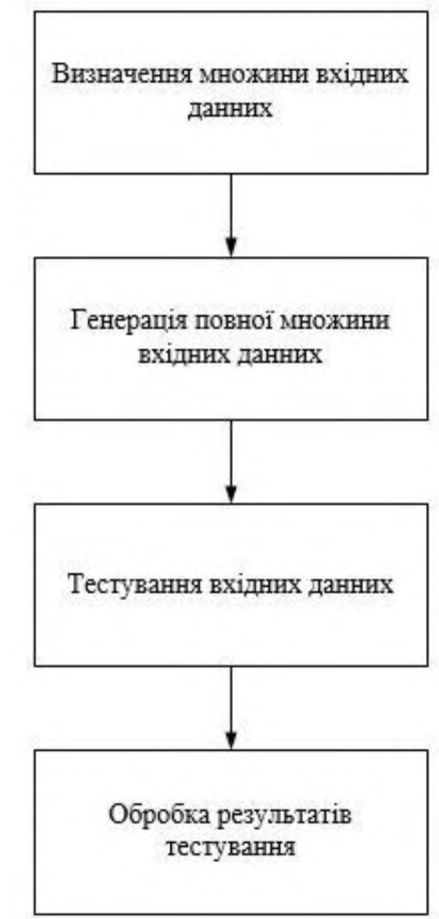 Визначення множини вхідних
данних
Генерація повної множини
вхідних данних
Тестування вхідних данних
Обробка результатів
тестування